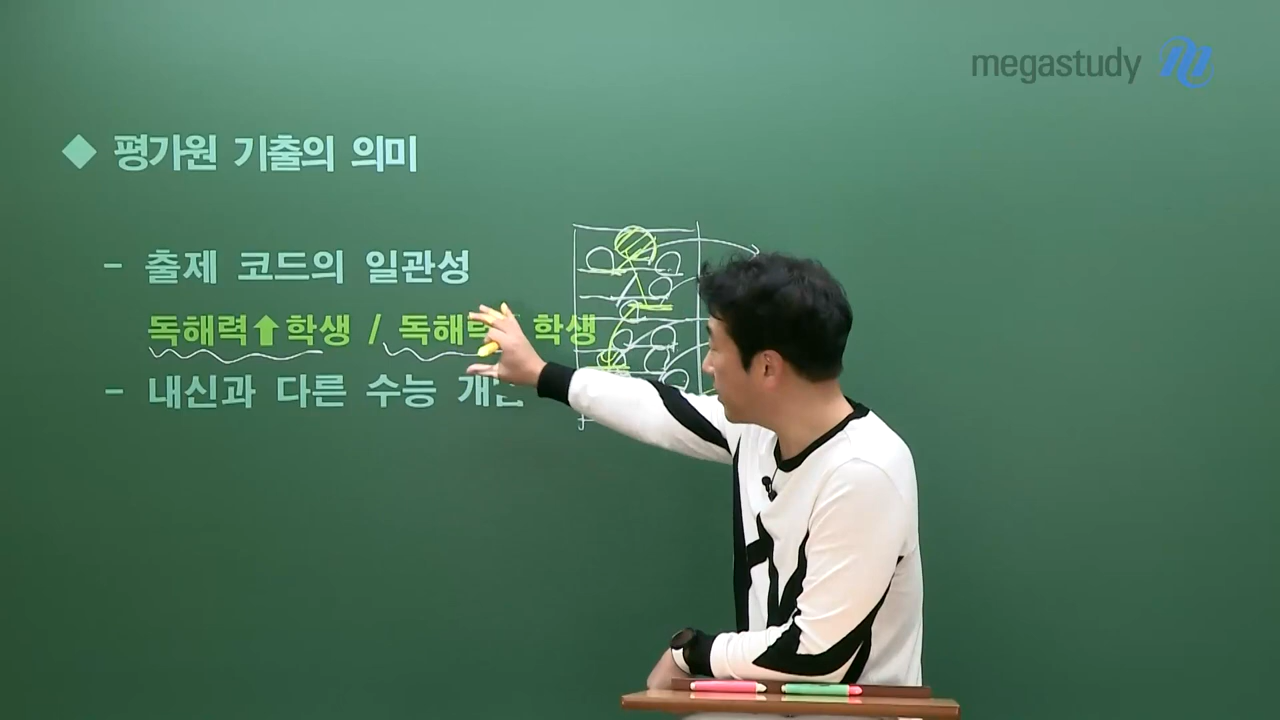 megastudy
◆ 평가원 기출의 의미
- 출제 코드의 일관성
독해력⬆학생 / 독해력 학생
- 내신과 다른 수능